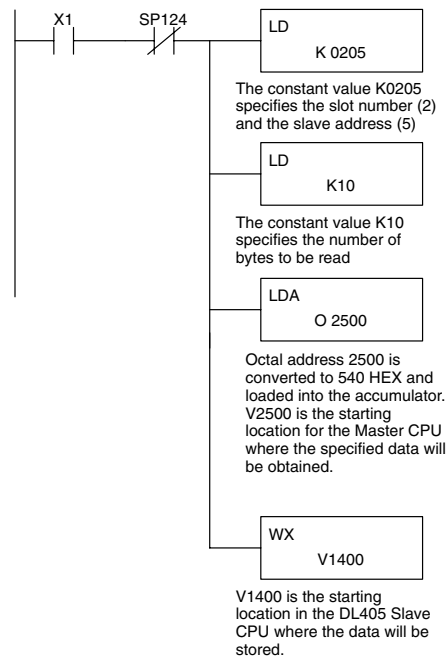 X1
SP124
LD
K 0205
The constant value K0205
specifies the slot number (2)
and the slave address (5)
LD
K10
The constant value K10
specifies the number of
bytes to be read
LDA
O 2500
Octal address 2500 is
converted to 540 HEX and
loaded into the accumulator.
V2500 is the starting
location for the Master CPU
where the specified data will
be obtained.
WX
V1400
V1400 is the starting
location in the DL405 Slave
CPU where the data will be
stored.